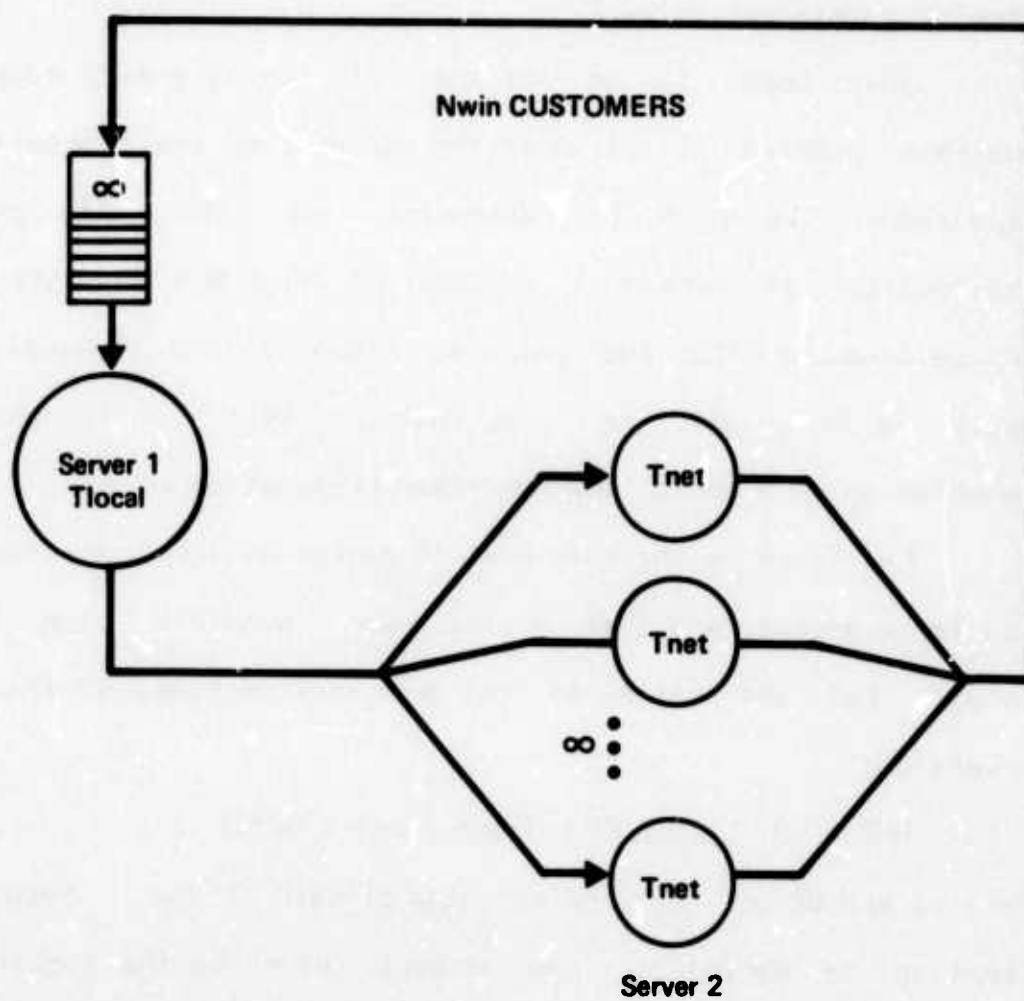 Nwin CUSTOMERS
∞
Server 1
Tlocal
Tnet
Tnet
∞
Tnet
Server 2